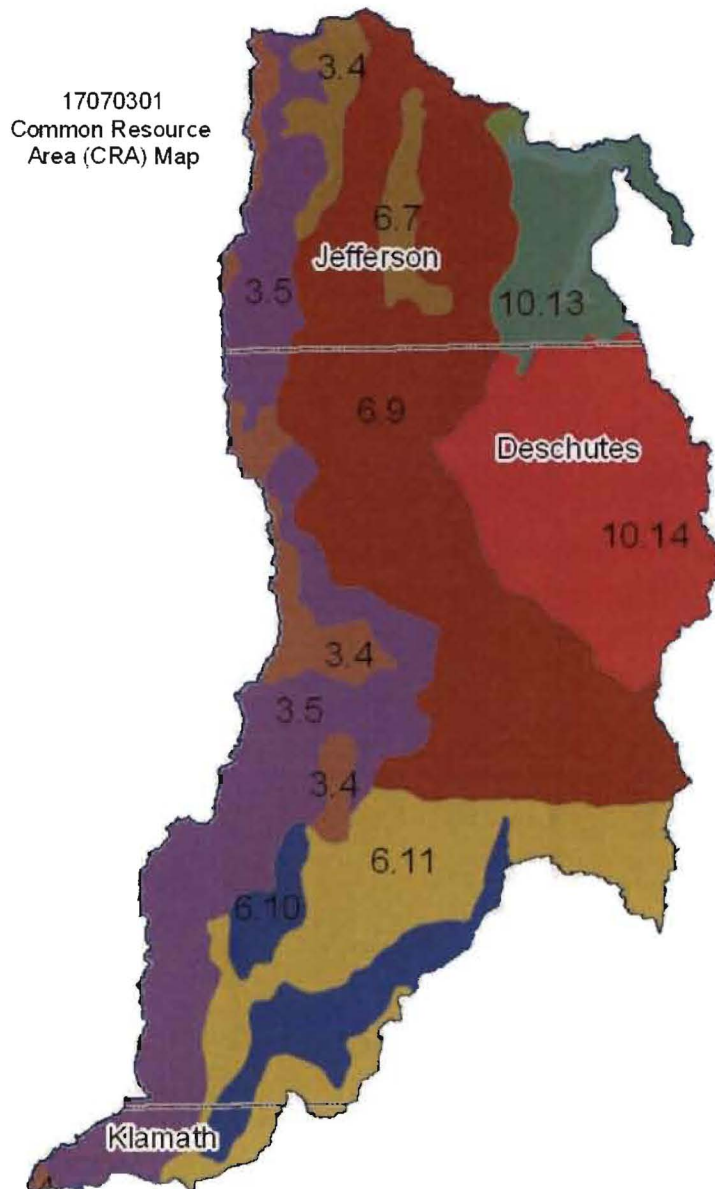 17070301
Common Resource
Area (CRA) Map
3.4
6.7
Jefferson
3.5
10.13
6.9
Deschutes
10.14
3.4
3.5
3.4
6.11
6.10
Klamath